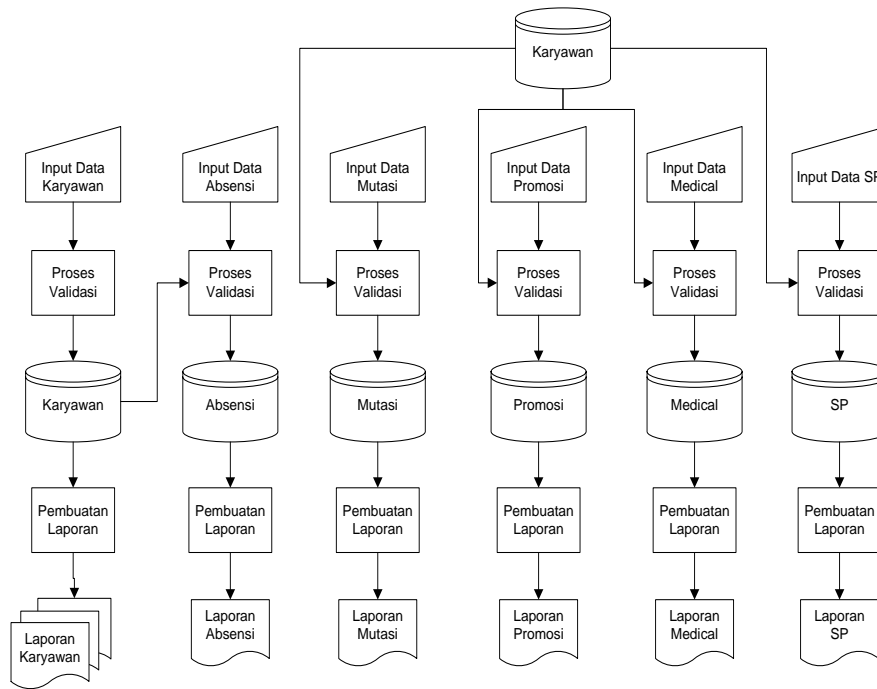 Karyawan
Input Data
Karyawan
Input Data
Absensi
Input Data
Mutasi
Input Data
Promosi
Input Data
Medical
Input Data SP
Proses
Validasi
Proses
Validasi
Proses
Validasi
Proses
Validasi
Proses
Validasi
Proses
Validasi
Karyawan
Absensi
Mutasi
Promosi
Medical
SP
Pembuatan
Laporan
Pembuatan
Laporan
Pembuatan
Laporan
Pembuatan
Laporan
Pembuatan
Laporan
Pembuatan
Laporan
Laporan
Karyawan
Laporan
Absensi
Laporan
Mutasi
Laporan
Promosi
Laporan
Medical
Laporan
SP